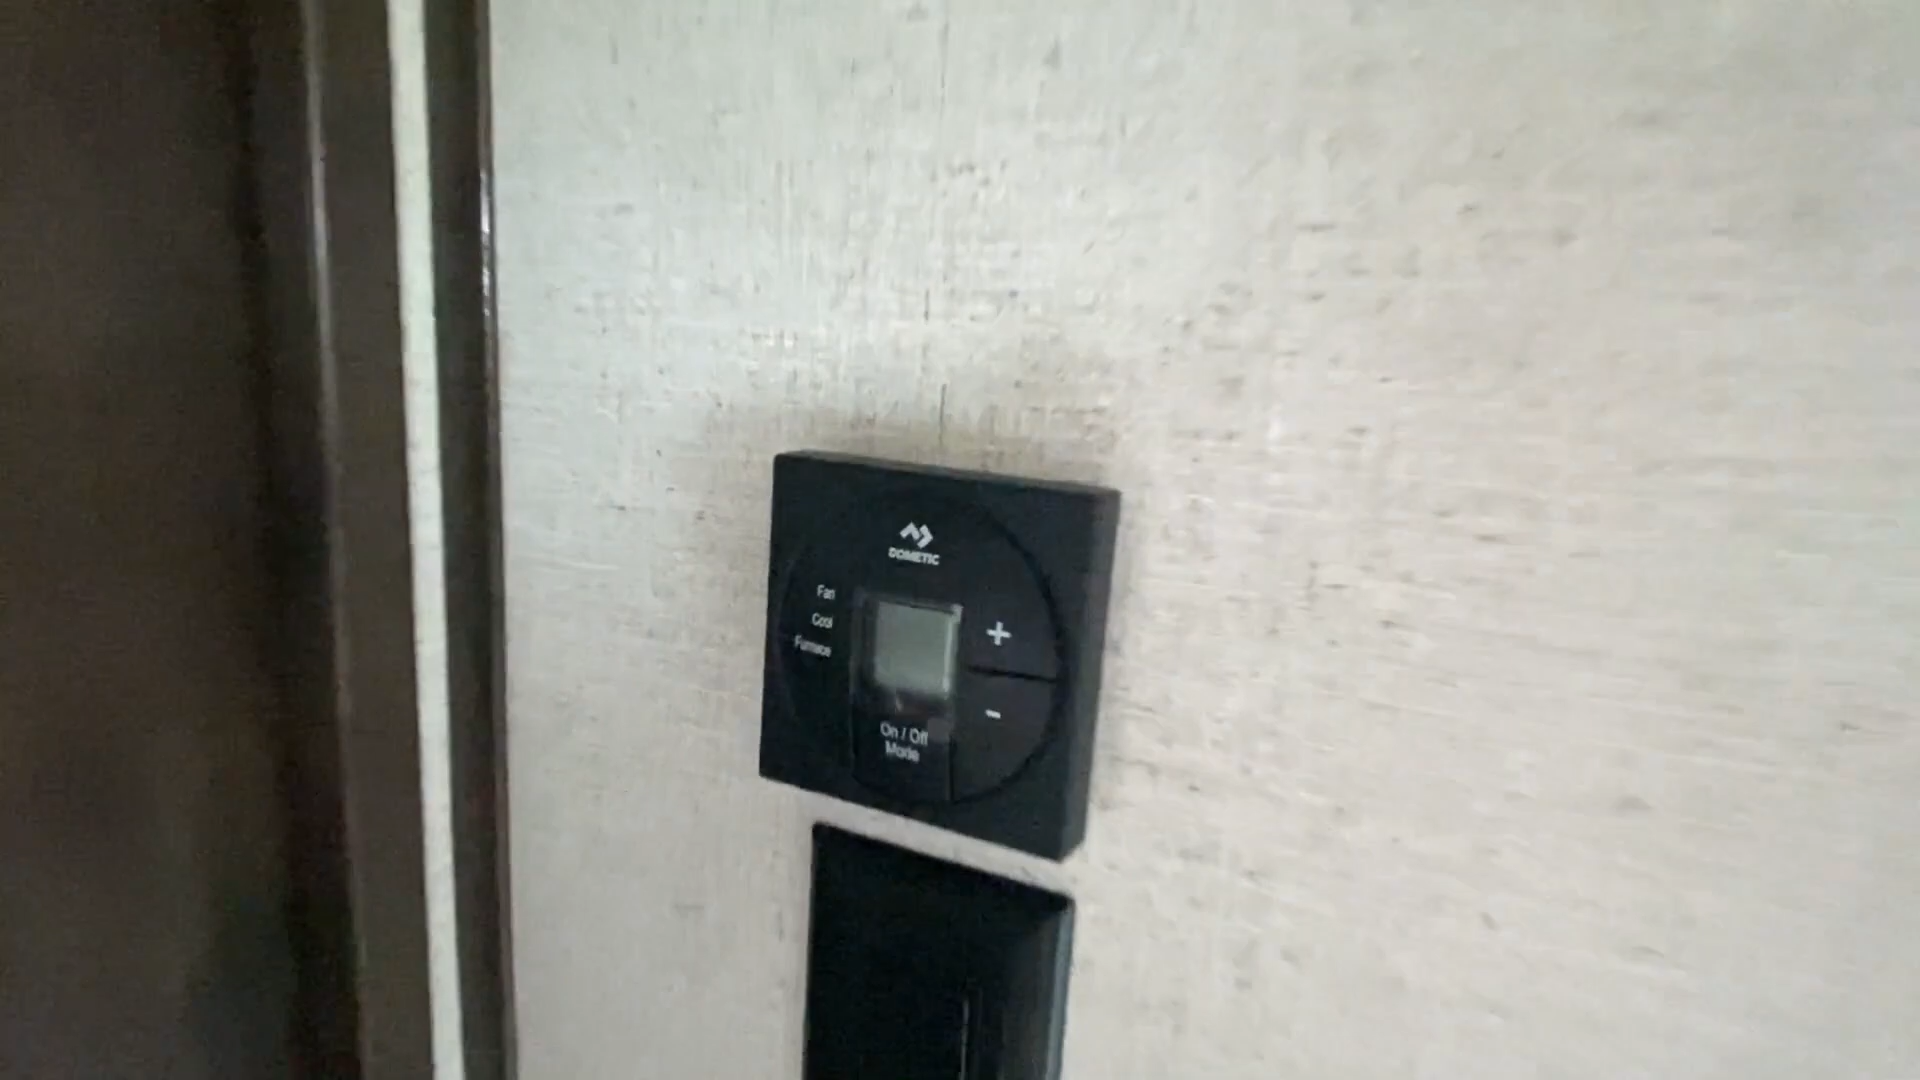 DOMETIC
Fan
Cool
Furnace
+
-
On / Off
Mode